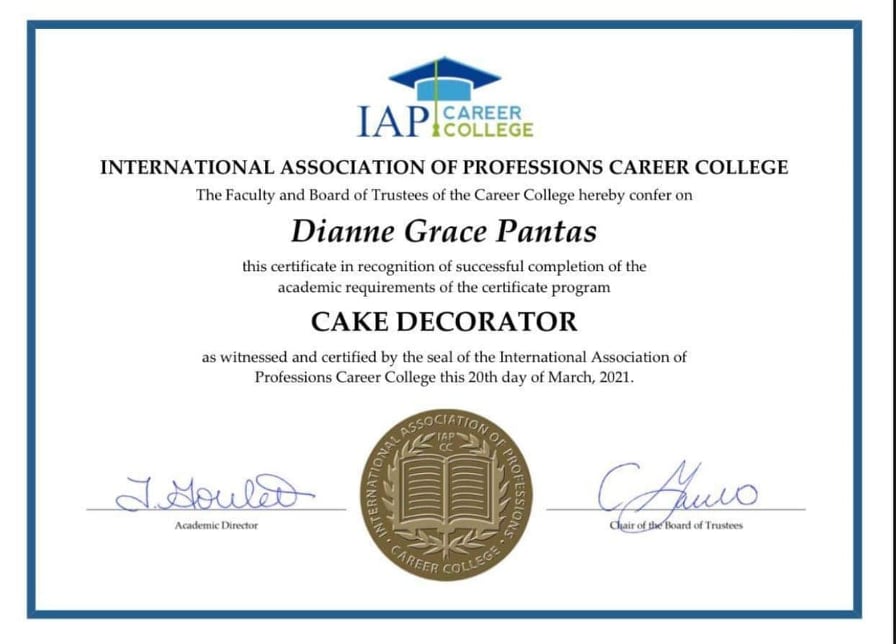 IAP CAREER COLLEGE
INTERNATIONAL ASSOCIATION OF PROFESSIONS CAREER COLLEGE
The Faculty and Board of Trustees of the Career College hereby confer on
Dianne Grace Pantas
this certificate in recognition of successful completion of the
academic requirements of the certificate program
CAKE DECORATOR
as witnessed and certified by the seal of the International Association of
Professions Career College this 20th day of March, 2021.
INTERNATIONAL ASSOCIATION OF PROFESSIONS
IAP
CC
· CAREER COLLEGE ·
Academic Director
Chair of the Board of Trustees